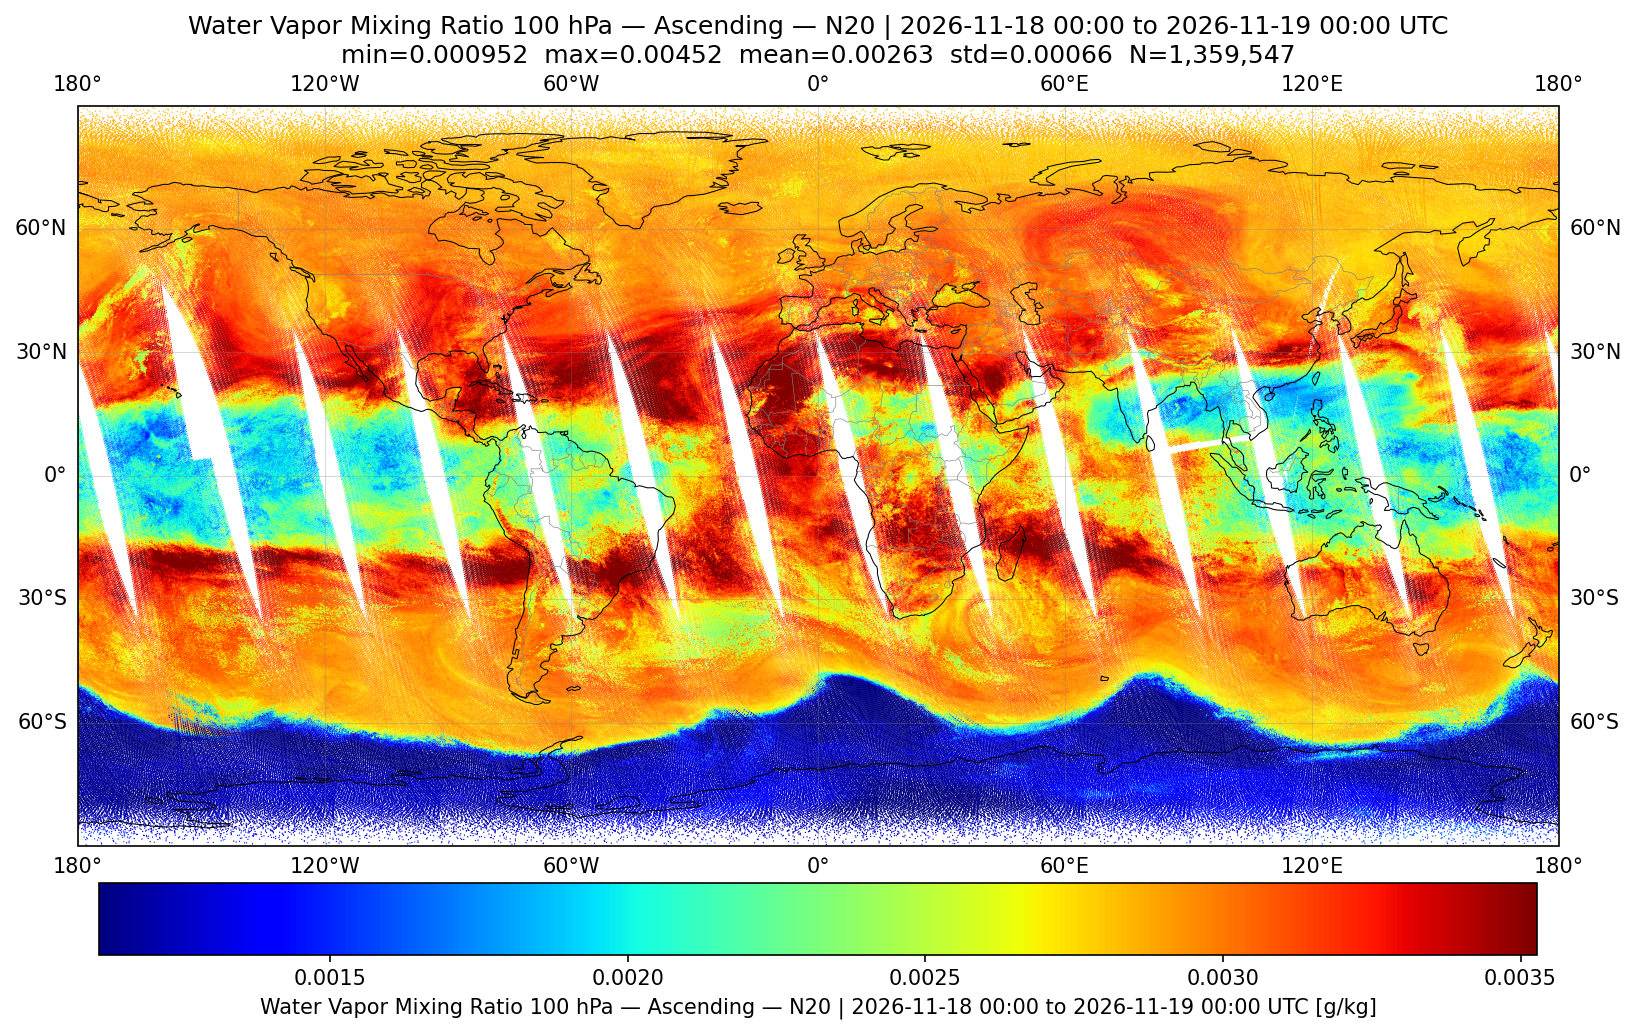 Water Vapor Mixing Ratio 100 hPa — Ascending — N20 | 2026-11-18 00:00 to 2026-11-19 00:00 UTC
min=0.000952  max=0.00452  mean=0.00263  std=0.00066  N=1,359,547
180° 120°W 60°W 0° 60°E 120°E 180°
60°N 60°N
30°N 30°N
0° 0°
30°S 30°S
60°S 60°S
180° 120°W 60°W 0° 60°E 120°E 180°
0.0015 0.0020 0.0025 0.0030 0.0035
Water Vapor Mixing Ratio 100 hPa — Ascending — N20 | 2026-11-18 00:00 to 2026-11-19 00:00 UTC [g/kg]